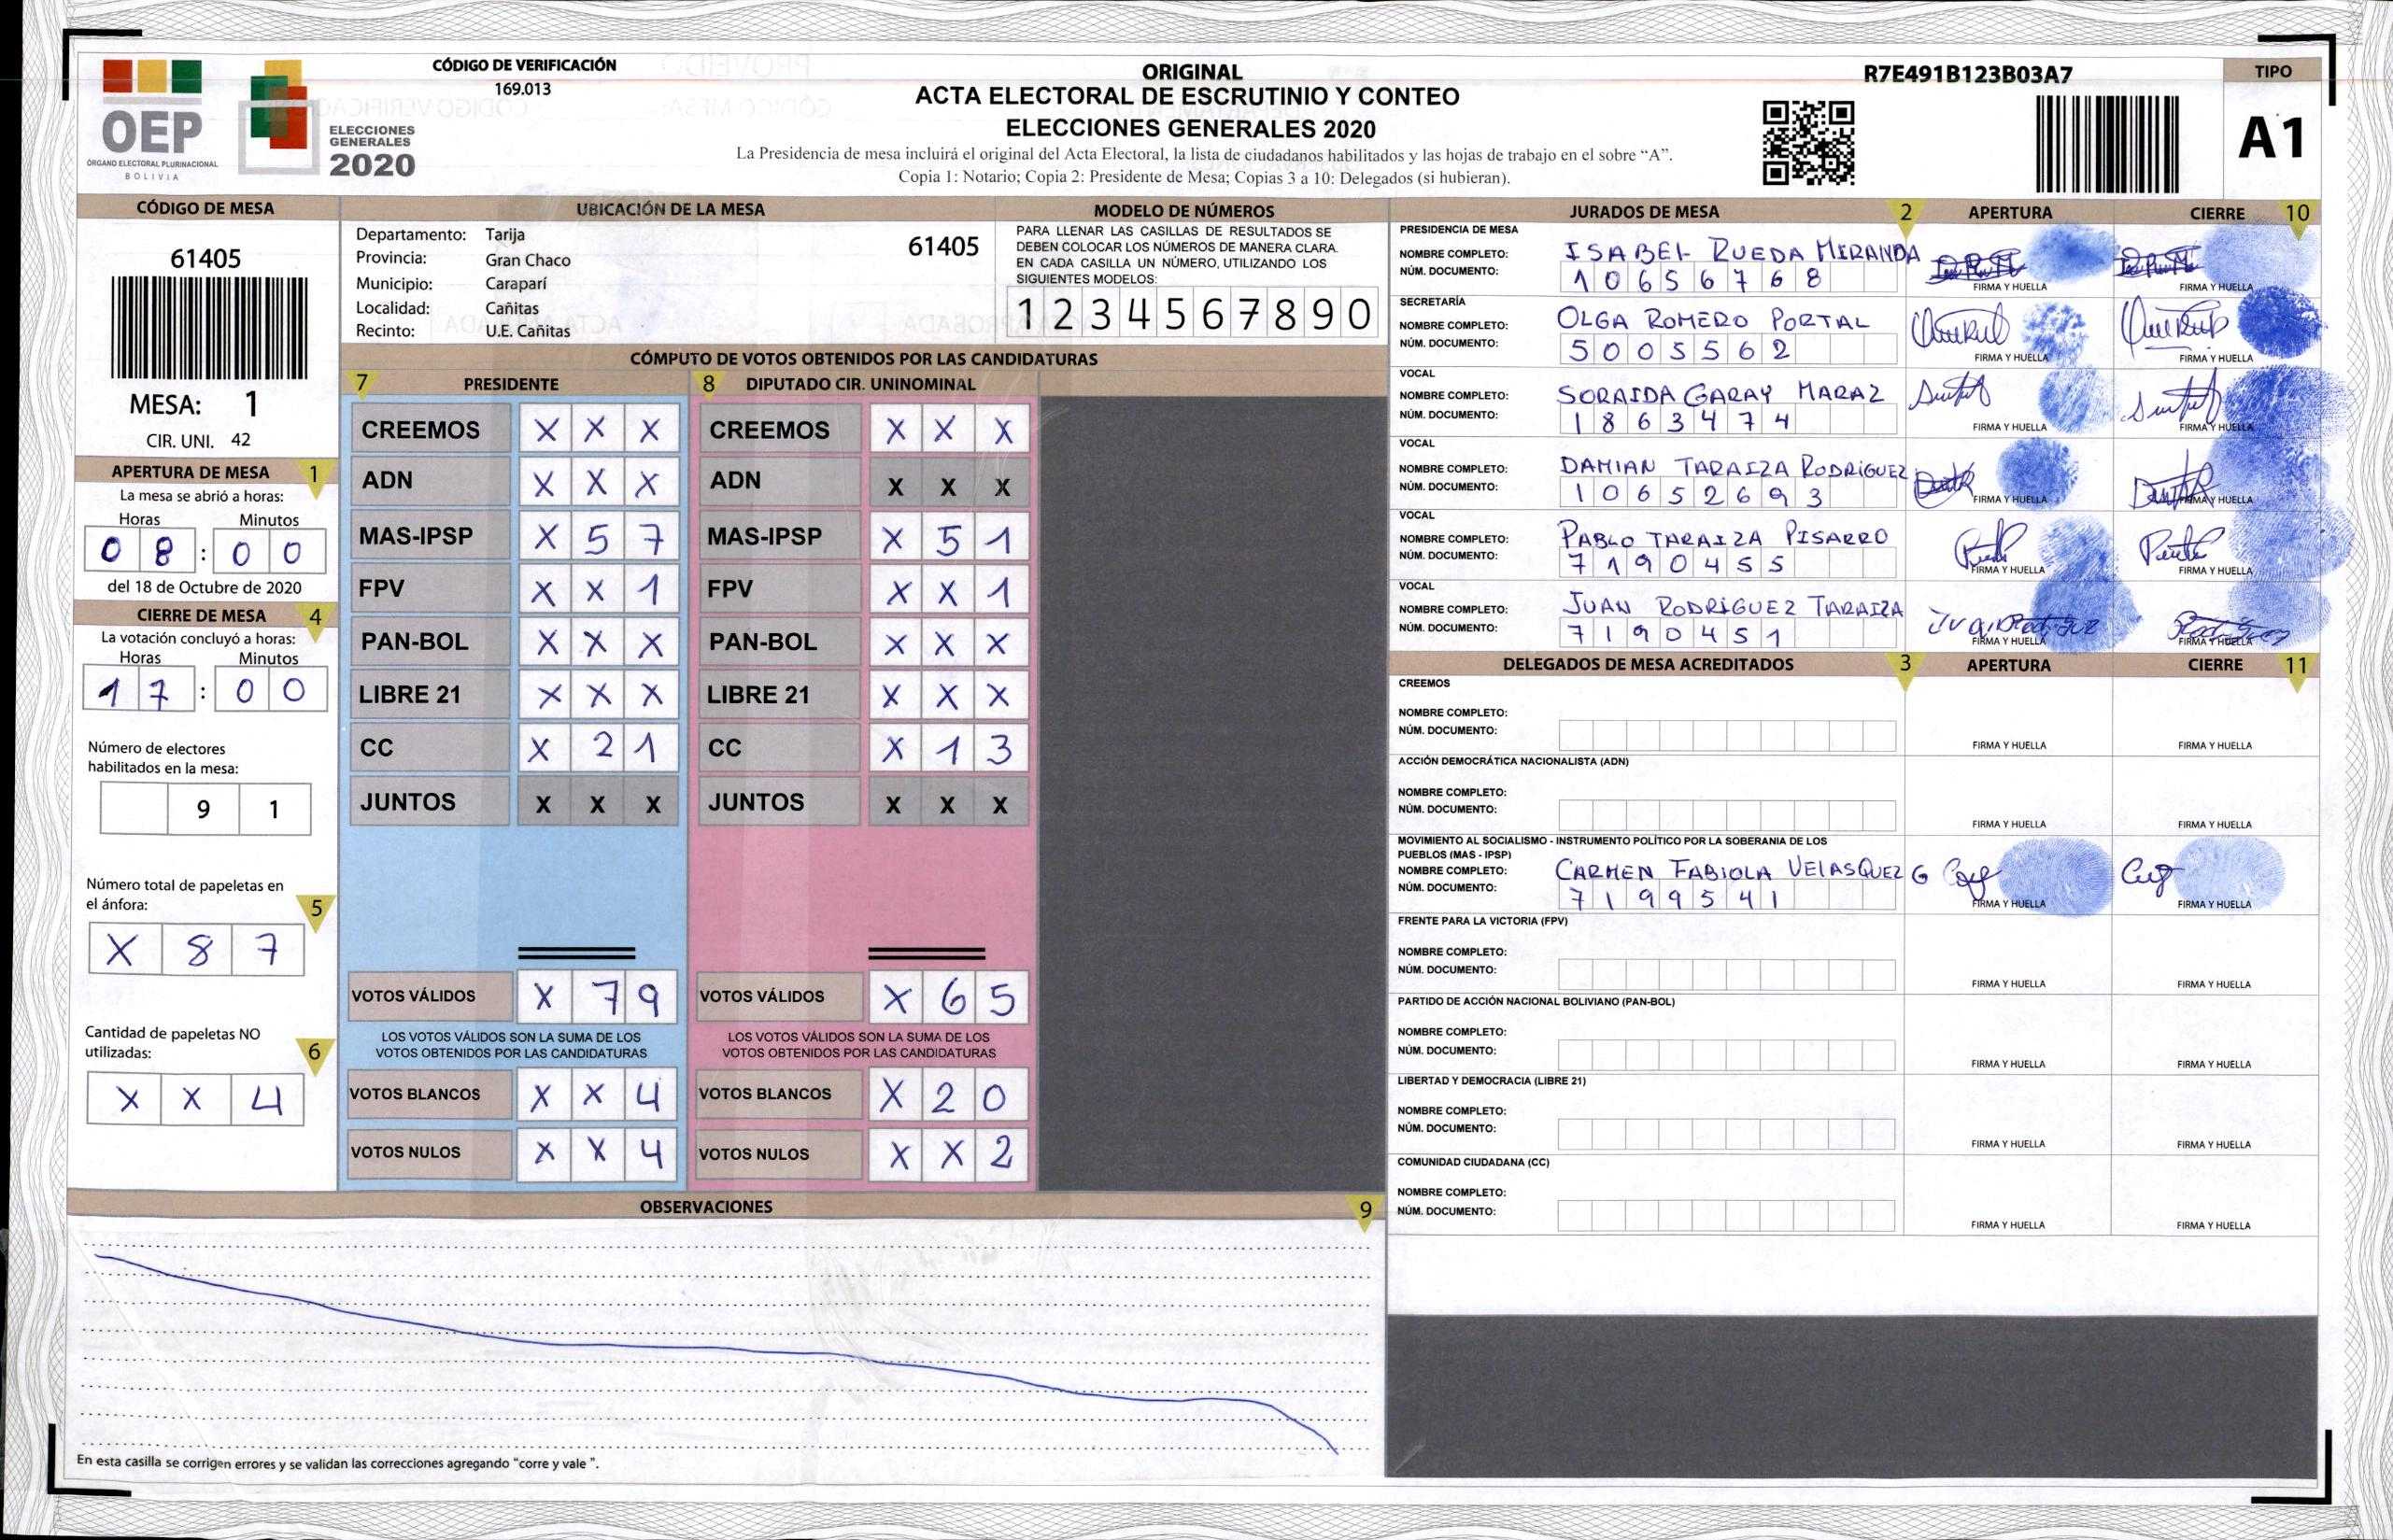 CÓDIGO DE VERIFICACIÓN
169.013
OEP
ÓRGANO ELECTORAL PLURINACIONAL
BOLIVIA
ELECCIONES
GENERALES
2020
ORIGINAL
ACTA ELECTORAL DE ESCRUTINIO Y CONTEO
ELECCIONES GENERALES 2020
La Presidencia de mesa incluirá el original del Acta Electoral, la lista de ciudadanos habilitados y las hojas de trabajo en el sobre “A”.
Copia 1: Notario; Copia 2: Presidente de Mesa; Copias 3 a 10: Delegados (si hubieran).
R7E491B123B03A7
TIPO
A1
CÓDIGO DE MESA
61405
MESA: 1
CIR. UNI. 42
APERTURA DE MESA 1
La mesa se abrió a horas:
Horas Minutos
08:00
del 18 de Octubre de 2020
CIERRE DE MESA 4
La votación concluyó a horas:
Horas Minutos
17:00
Número de electores
habilitados en la mesa:
9 1
Número total de papeletas en
el ánfora: 5
X 8 7
Cantidad de papeletas NO
utilizadas: 6
X X 4
UBICACIÓN DE LA MESA
Departamento: Tarija
61405
Provincia: Gran Chaco
Municipio: Caraparí
Localidad: Cañitas
Recinto: U.E. Cañitas
MODELO DE NÚMEROS
PARA LLENAR LAS CASILLAS DE RESULTADOS SE
DEBEN COLOCAR LOS NÚMEROS DE MANERA CLARA.
EN CADA CASILLA UN NÚMERO, UTILIZANDO LOS
SIGUIENTES MODELOS:
1 2 3 4 5 6 7 8 9 0
CÓMPUTO DE VOTOS OBTENIDOS POR LAS CANDIDATURAS
7 PRESIDENTE 8 DIPUTADO CIR. UNINOMINAL
CREEMOS X X X CREEMOS X X X
ADN X X X ADN X X X
MAS-IPSP X 5 7 MAS-IPSP X 5 1
FPV X X 1 FPV X X 1
PAN-BOL X X X PAN-BOL X X X
LIBRE 21 X X X LIBRE 21 X X X
CC X 2 1 CC X 1 3
JUNTOS X X X JUNTOS X X X
VOTOS VÁLIDOS X 7 9 VOTOS VÁLIDOS X 6 5
LOS VOTOS VÁLIDOS SON LA SUMA DE LOS LOS VOTOS VÁLIDOS SON LA SUMA DE LOS
VOTOS OBTENIDOS POR LAS CANDIDATURAS VOTOS OBTENIDOS POR LAS CANDIDATURAS
VOTOS BLANCOS X X 4 VOTOS BLANCOS X 2 0
VOTOS NULOS X X 4 VOTOS NULOS X X 2
OBSERVACIONES 9
En esta casilla se corrigen errores y se validan las correcciones agregando “corre y vale ”.
JURADOS DE MESA 2 APERTURA CIERRE 10
PRESIDENCIA DE MESA
NOMBRE COMPLETO: ISABEL RUEDA MIRANDA
NÚM. DOCUMENTO: 10656768
FIRMA Y HUELLA FIRMA Y HUELLA
SECRETARÍA
NOMBRE COMPLETO: OLGA ROMERO PORTAL
NÚM. DOCUMENTO: 5005562
FIRMA Y HUELLA FIRMA Y HUELLA
VOCAL
NOMBRE COMPLETO: SORAIDA GARAY MARAZ
NÚM. DOCUMENTO: 1863474
FIRMA Y HUELLA FIRMA Y HUELLA
VOCAL
NOMBRE COMPLETO: DAMIAN TARAIZA RODRIGUEZ
NÚM. DOCUMENTO: 10652693
FIRMA Y HUELLA FIRMA Y HUELLA
VOCAL
NOMBRE COMPLETO: PABLO TARAIZA PISARRO
NÚM. DOCUMENTO: 7190455
FIRMA Y HUELLA FIRMA Y HUELLA
VOCAL
NOMBRE COMPLETO: JUAN RODRIGUEZ TARAIZA
NÚM. DOCUMENTO: 7190451
FIRMA Y HUELLA FIRMA Y HUELLA
DELEGADOS DE MESA ACREDITADOS 3 APERTURA CIERRE 11
CREEMOS
NOMBRE COMPLETO:
NÚM. DOCUMENTO:
FIRMA Y HUELLA FIRMA Y HUELLA
ACCIÓN DEMOCRÁTICA NACIONALISTA (ADN)
NOMBRE COMPLETO:
NÚM. DOCUMENTO:
FIRMA Y HUELLA FIRMA Y HUELLA
MOVIMIENTO AL SOCIALISMO - INSTRUMENTO POLÍTICO POR LA SOBERANIA DE LOS
PUEBLOS (MAS - IPSP)
NOMBRE COMPLETO: CARMEN FABIOLA VELASQUEZ G
NÚM. DOCUMENTO: 7199541
FIRMA Y HUELLA FIRMA Y HUELLA
FRENTE PARA LA VICTORIA (FPV)
NOMBRE COMPLETO:
NÚM. DOCUMENTO:
FIRMA Y HUELLA FIRMA Y HUELLA
PARTIDO DE ACCIÓN NACIONAL BOLIVIANO (PAN-BOL)
NOMBRE COMPLETO:
NÚM. DOCUMENTO:
FIRMA Y HUELLA FIRMA Y HUELLA
LIBERTAD Y DEMOCRACIA (LIBRE 21)
NOMBRE COMPLETO:
NÚM. DOCUMENTO:
FIRMA Y HUELLA FIRMA Y HUELLA
COMUNIDAD CIUDADANA (CC)
NOMBRE COMPLETO:
NÚM. DOCUMENTO:
FIRMA Y HUELLA FIRMA Y HUELLA